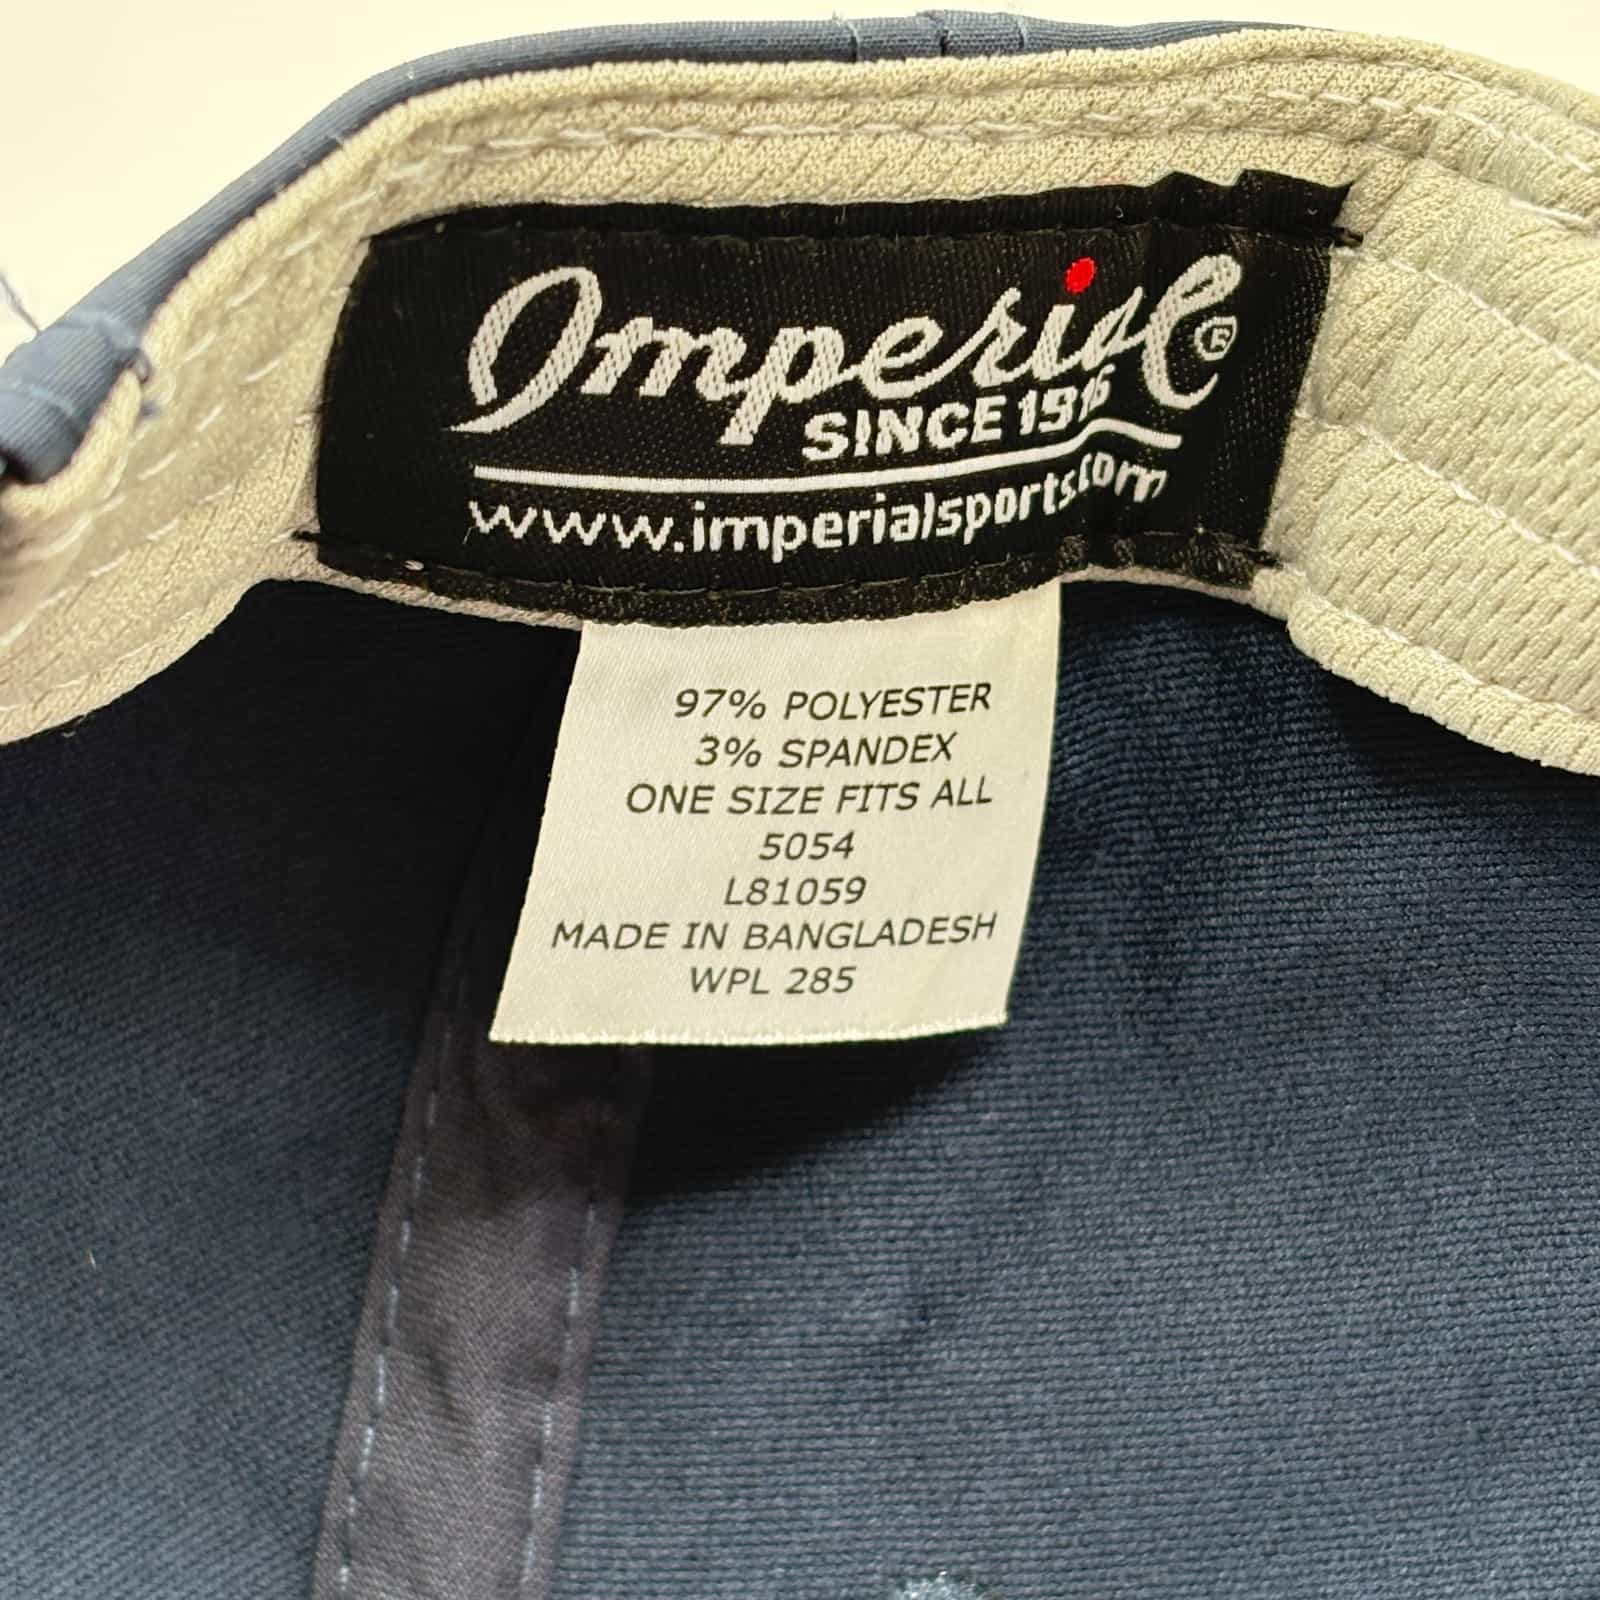 Imperial®
SINCE 1916
www.imperialsports.com
97% POLYESTER
3% SPANDEX
ONE SIZE FITS ALL
5054
L81059
MADE IN BANGLADESH
WPL 285